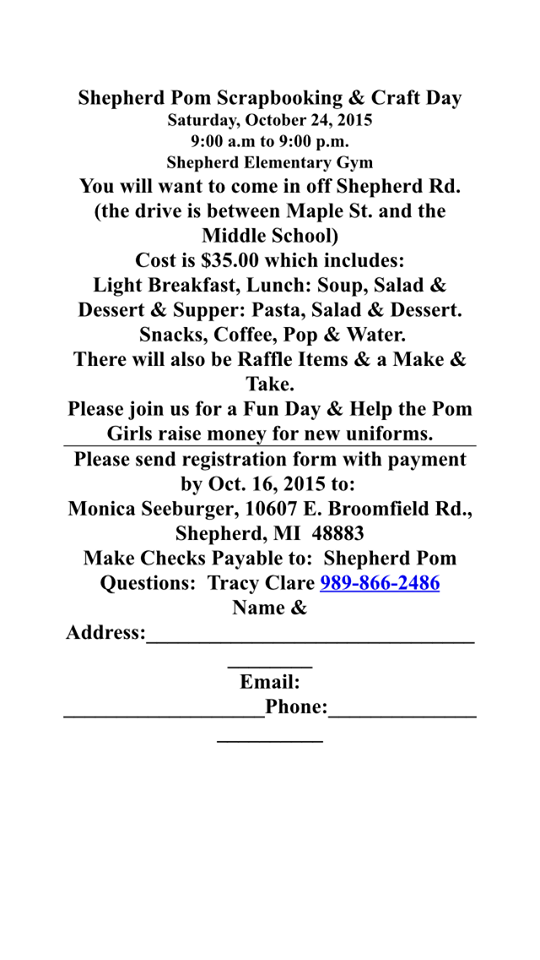 Shepherd Pom Scrapbooking & Craft Day
Saturday, October 24, 2015
9:00 a.m to 9:00 p.m.
Shepherd Elementary Gym
You will want to come in off Shepherd Rd.
(the drive is between Maple St. and the
Middle School)
Cost is $35.00 which includes:
Light Breakfast, Lunch: Soup, Salad &
Dessert & Supper: Pasta, Salad & Dessert.
Snacks, Coffee, Pop & Water.
There will also be Raffle Items & a Make &
Take.
Please join us for a Fun Day & Help the Pom
Girls raise money for new uniforms.
Please send registration form with payment
by Oct. 16, 2015 to:
Monica Seeburger, 10607 E. Broomfield Rd.,
Shepherd, MI  48883
Make Checks Payable to:  Shepherd Pom
Questions:  Tracy Clare 989-866-2486
Name &
Address:_______________________________
________
Email:
___________________Phone:______________
__________